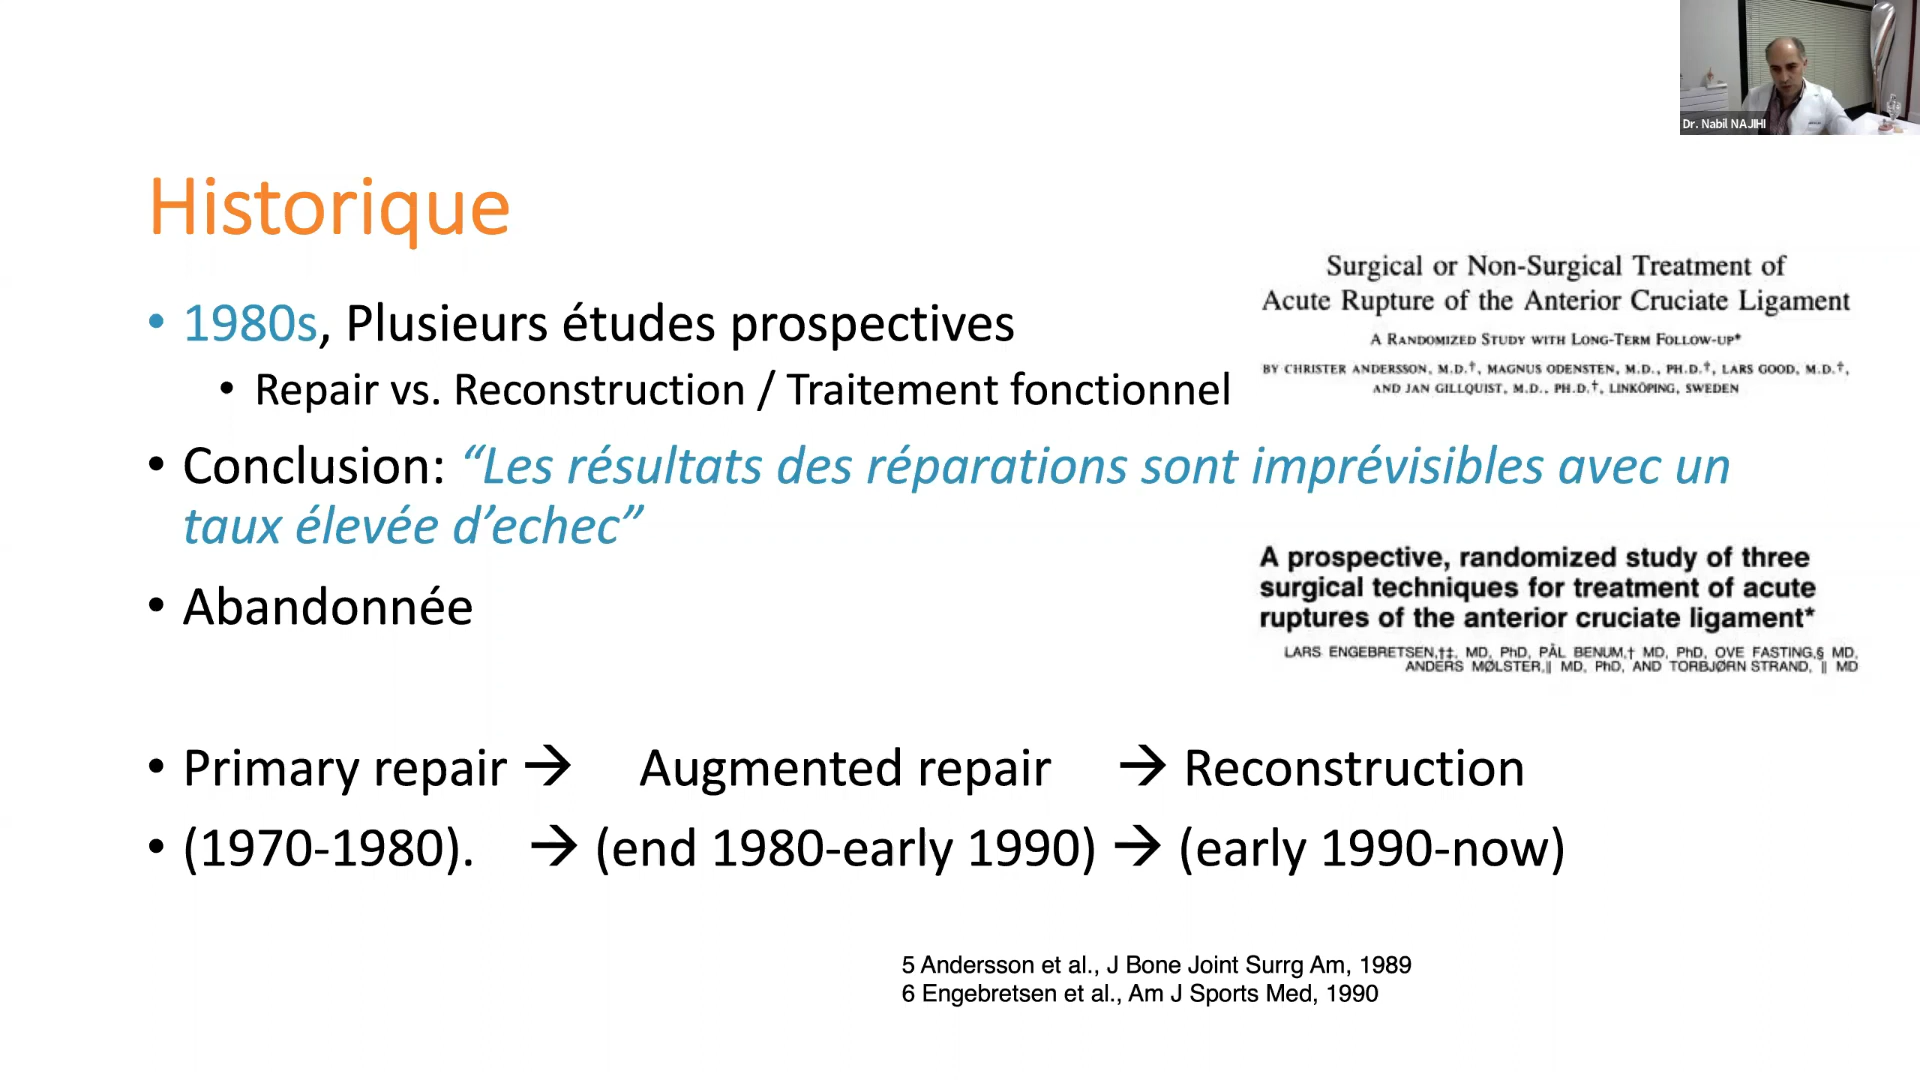 Dr. Nabil NAJIHI
Historique
• 1980s, Plusieurs études prospectives
• Repair vs. Reconstruction / Traitement fonctionnel
• Conclusion: “Les résultats des réparations sont imprévisibles avec un
taux élevée d’echec”
• Abandonnée
Surgical or Non-Surgical Treatment of
Acute Rupture of the Anterior Cruciate Ligament
A RANDOMIZED STUDY WITH LONG-TERM FOLLOW-UP*
BY CHRISTER ANDERSSON, M.D.†, MAGNUS ODENSTEN, M.D., PH.D.†, LARS GOOD, M.D.†,
AND JAN GILLQUIST, M.D., PH.D.†, LINKÖPING, SWEDEN
A prospective, randomized study of three
surgical techniques for treatment of acute
ruptures of the anterior cruciate ligament*
LARS ENGEBRETSEN,†‡, MD, PhD, PÅL BENUM,† MD, PhD, OVE FASTING,§ MD,
ANDERS MØLSTER,‖ MD, PhD, AND TORBJØRN STRAND, ‖ MD
• Primary repair → Augmented repair → Reconstruction
• (1970-1980). → (end 1980-early 1990) → (early 1990-now)
5 Andersson et al., J Bone Joint Surrg Am, 1989
6 Engebretsen et al., Am J Sports Med, 1990